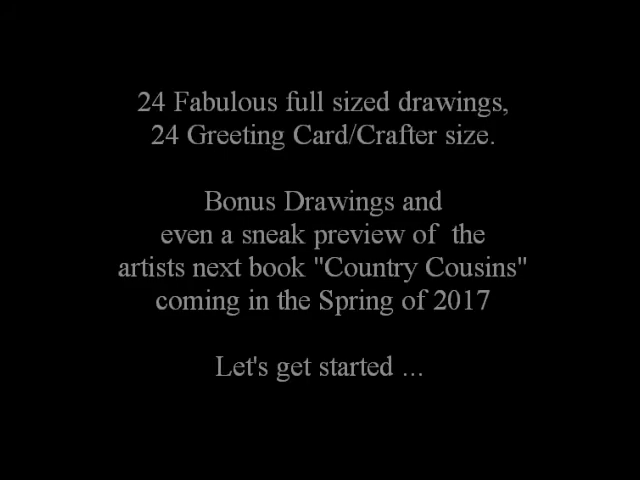 24 Fabulous full sized drawings,
24 Greeting Card/Crafter size.
Bonus Drawings and
even a sneak preview of  the
artists next book "Country Cousins"
coming in the Spring of 2017
Let's get started ...